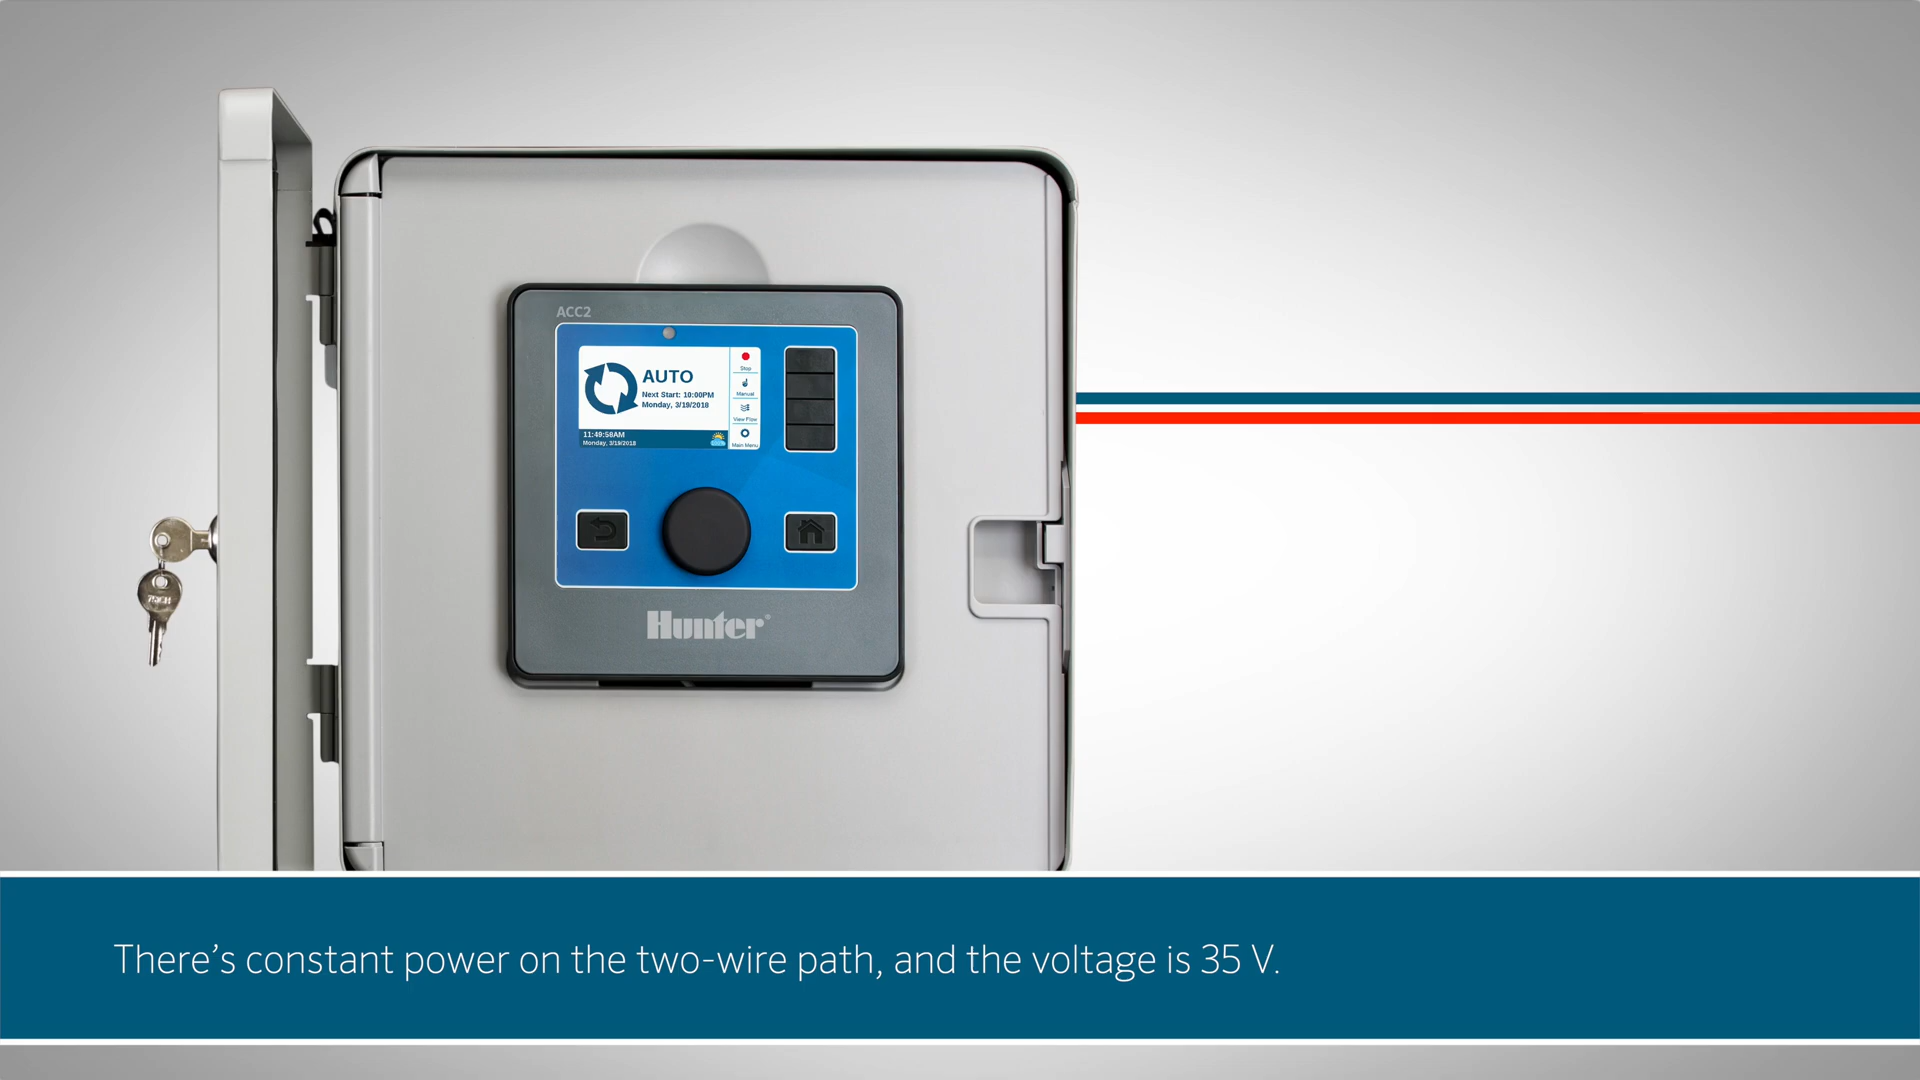 ACC2
AUTO
Next Start: 10:00PM
Monday, 3/19/2018
11:49:58AM
Monday, 3/19/2018
Stop
Manual
View Flow
Main Menu
Hunter®
There’s constant power on the two-wire path, and the voltage is 35 V.